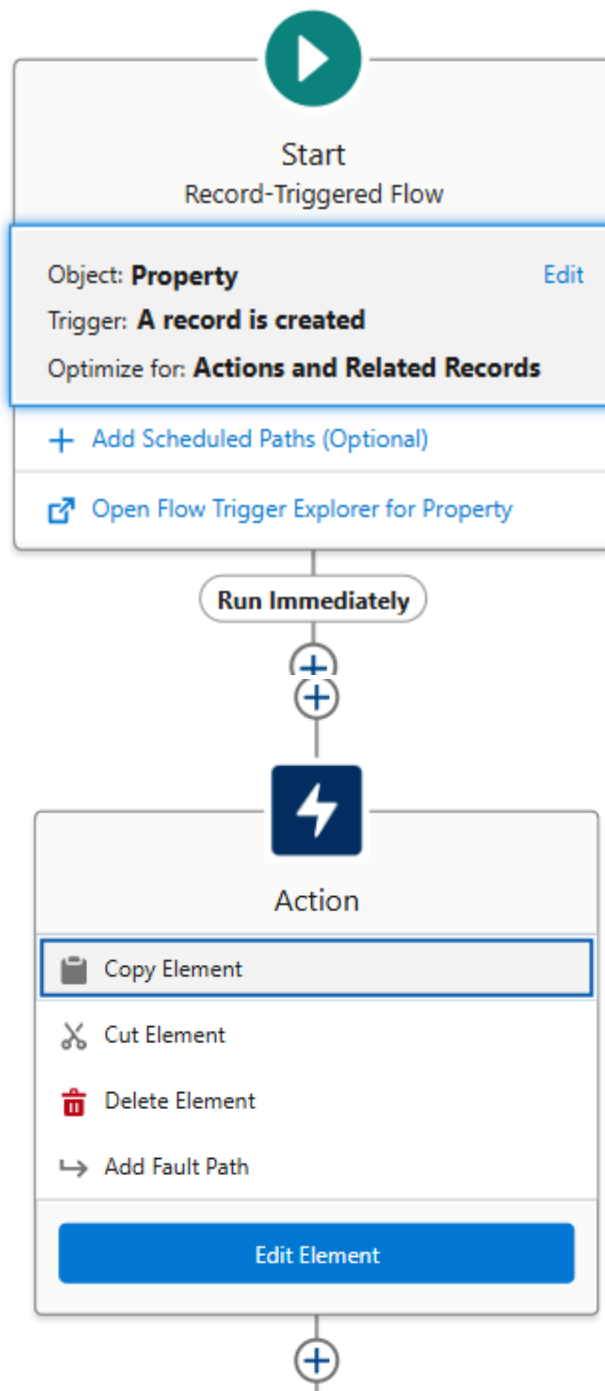 Start
Record-Triggered Flow
Object: Property Edit
Trigger: A record is created
Optimize for: Actions and Related Records
Add Scheduled Paths (Optional)
Open Flow Trigger Explorer for Property
Run Immediately
Action
Copy Element
Cut Element
Delete Element
Add Fault Path
Edit Element